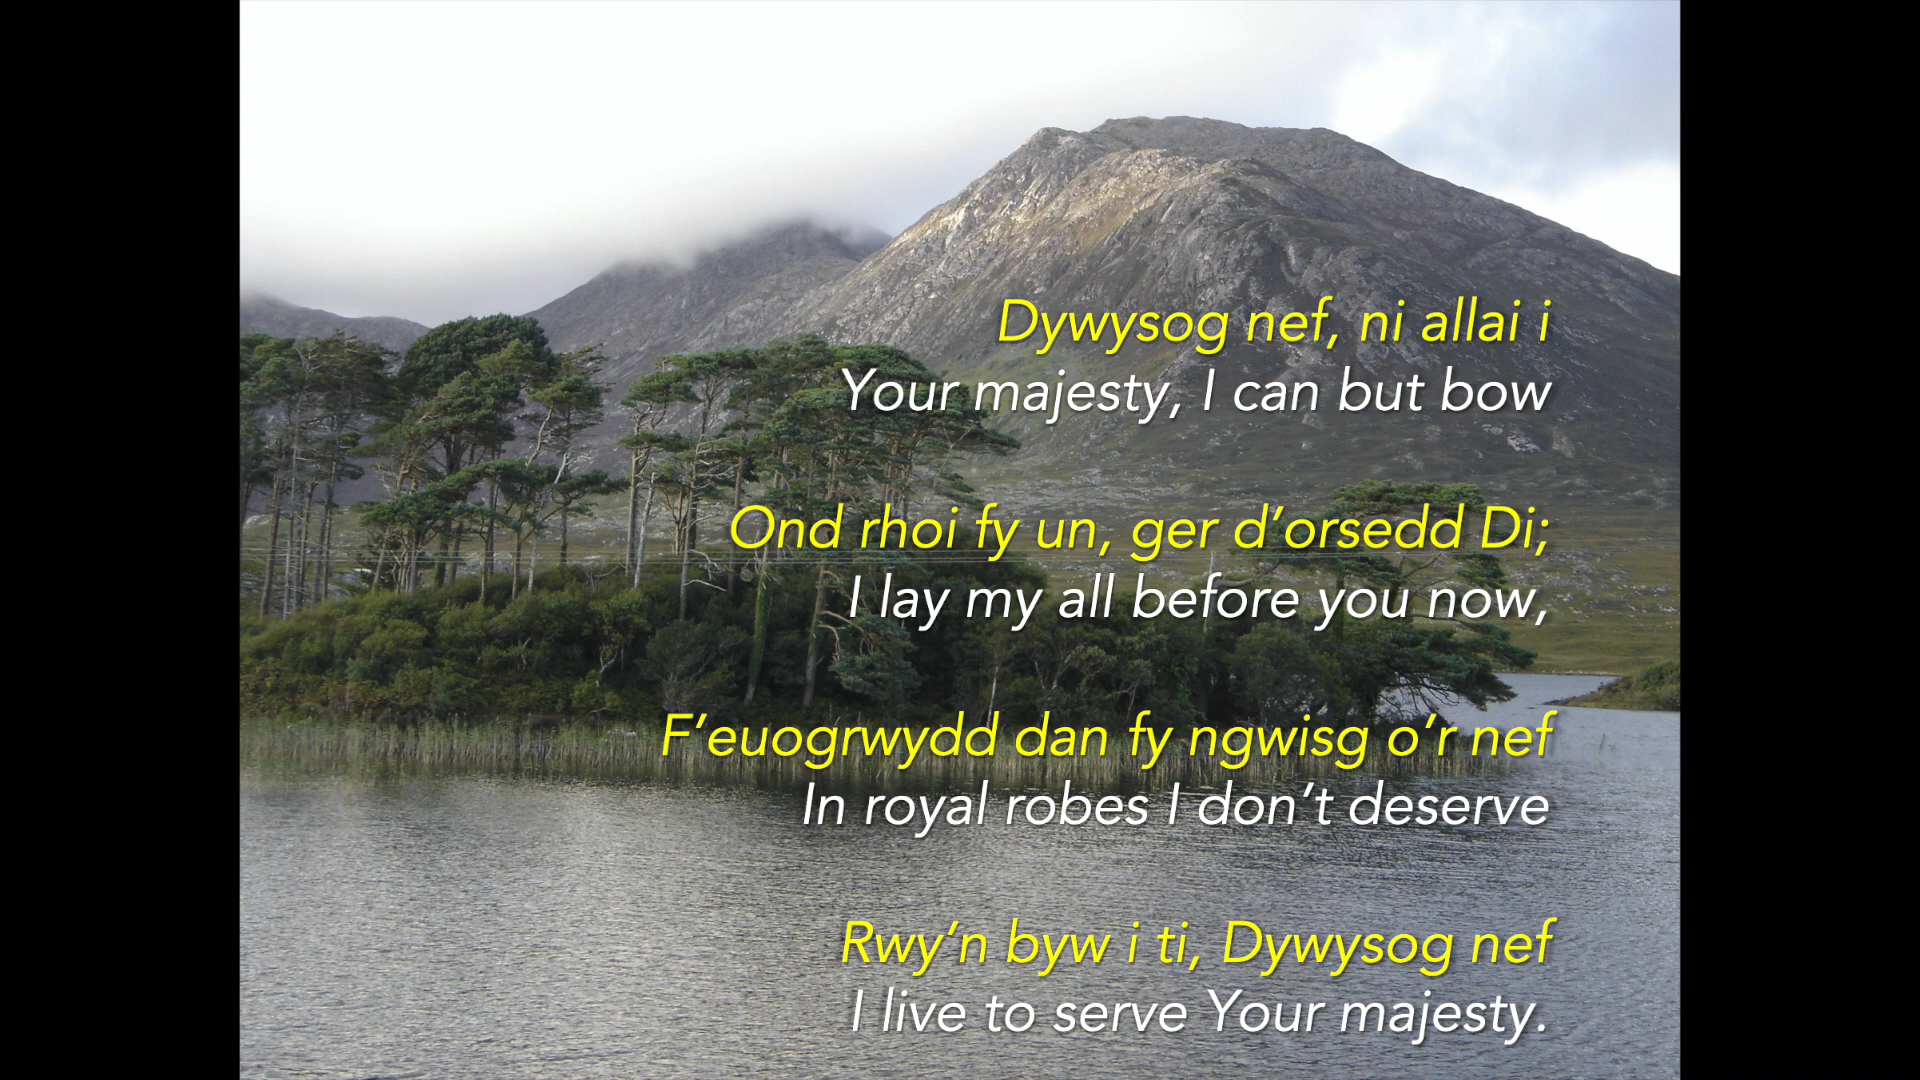 Dywysog nef, ni allai i
Your majesty, I can but bow
Ond rhoi fy un, ger d’orsedd Di;
I lay my all before you now,
F’euogrwydd dan fy ngwisg o’r nef
In royal robes I don’t deserve
Rwy’n byw i ti, Dywysog nef
I live to serve Your majesty.